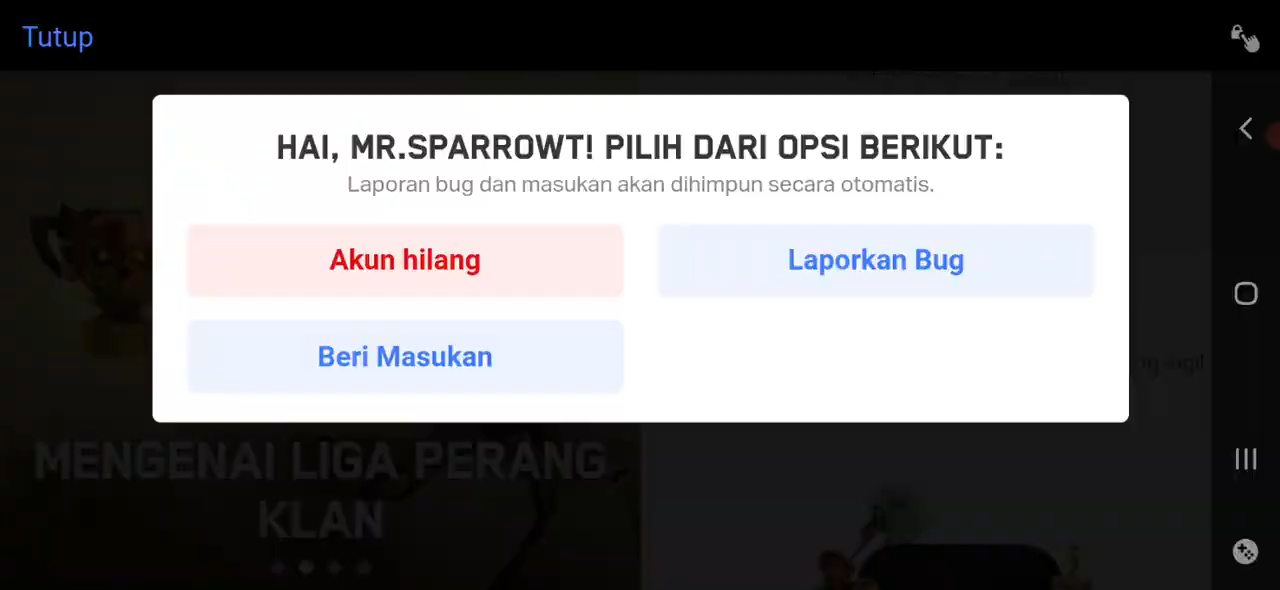 Tutup
HAI, MR.SPARROWT! PILIH DARI OPSI BERIKUT:
Laporan bug dan masukan akan dihimpun secara otomatis.
Akun hilang
Laporkan Bug
Beri Masukan
MENGENAI LIGA PERANG
KLAN